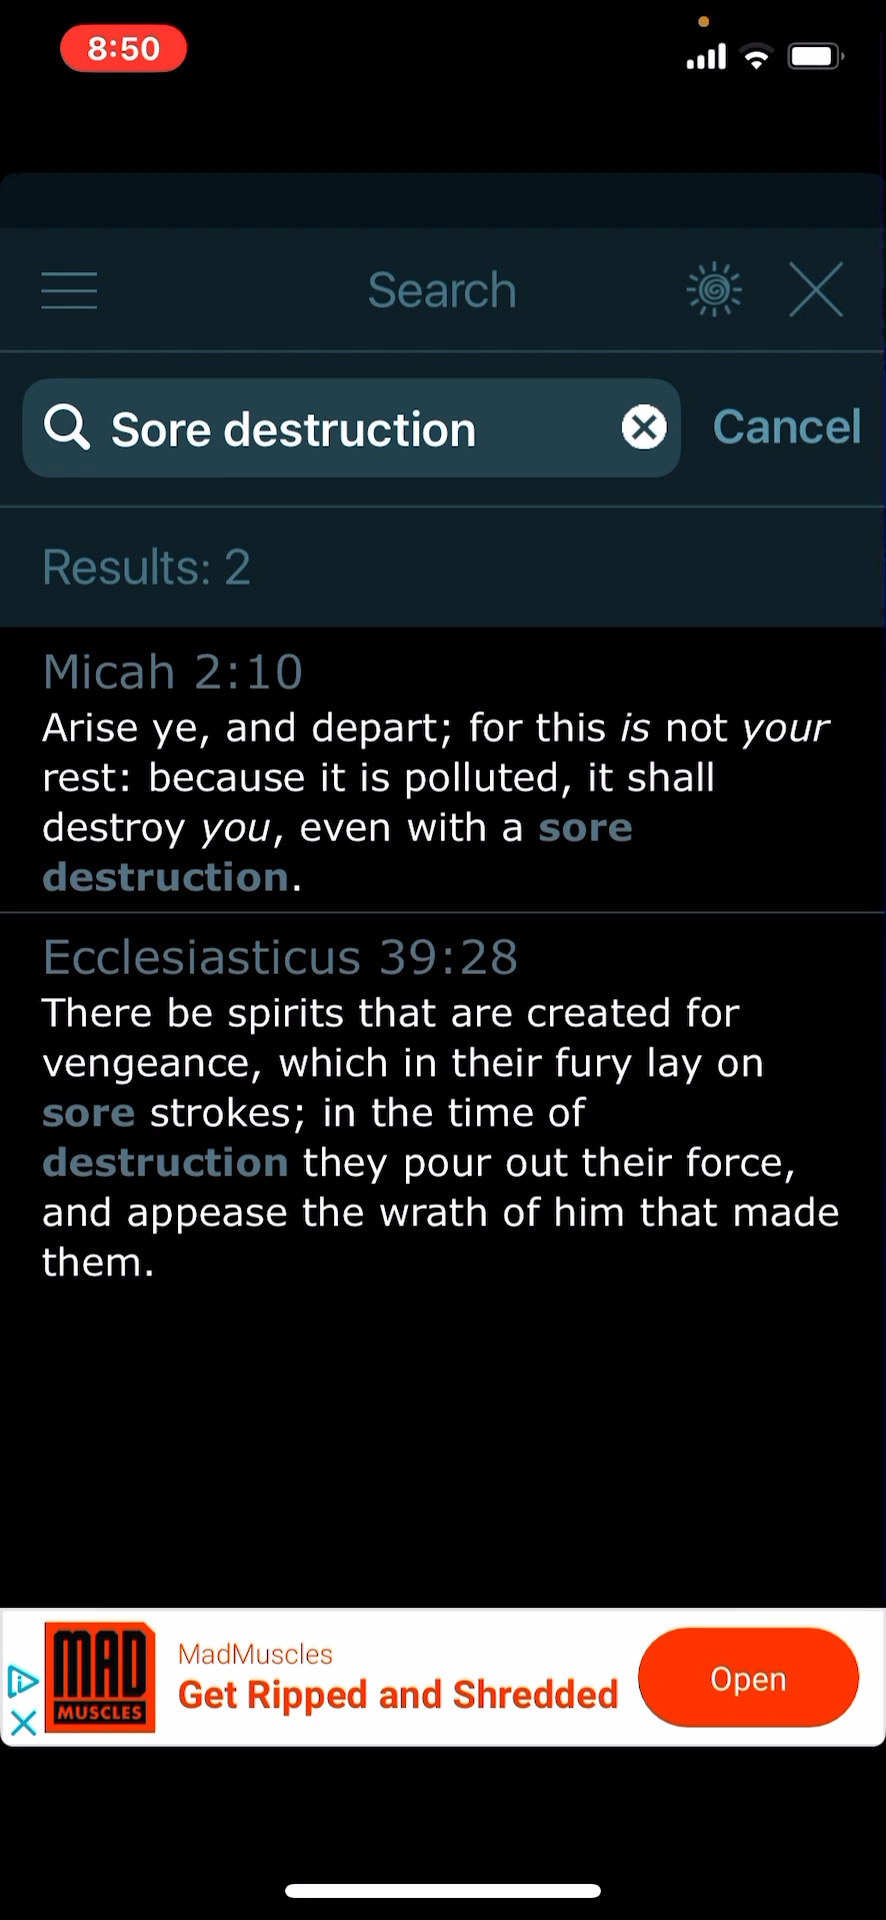 8:50
Search
Sore destruction
Cancel
Results: 2
Micah 2:10
Arise ye, and depart; for this is not your
rest: because it is polluted, it shall
destroy you, even with a sore
destruction.
Ecclesiasticus 39:28
There be spirits that are created for
vengeance, which in their fury lay on
sore strokes; in the time of
destruction they pour out their force,
and appease the wrath of him that made
them.
MAD
MUSCLES
MadMuscles
Get Ripped and Shredded
Open